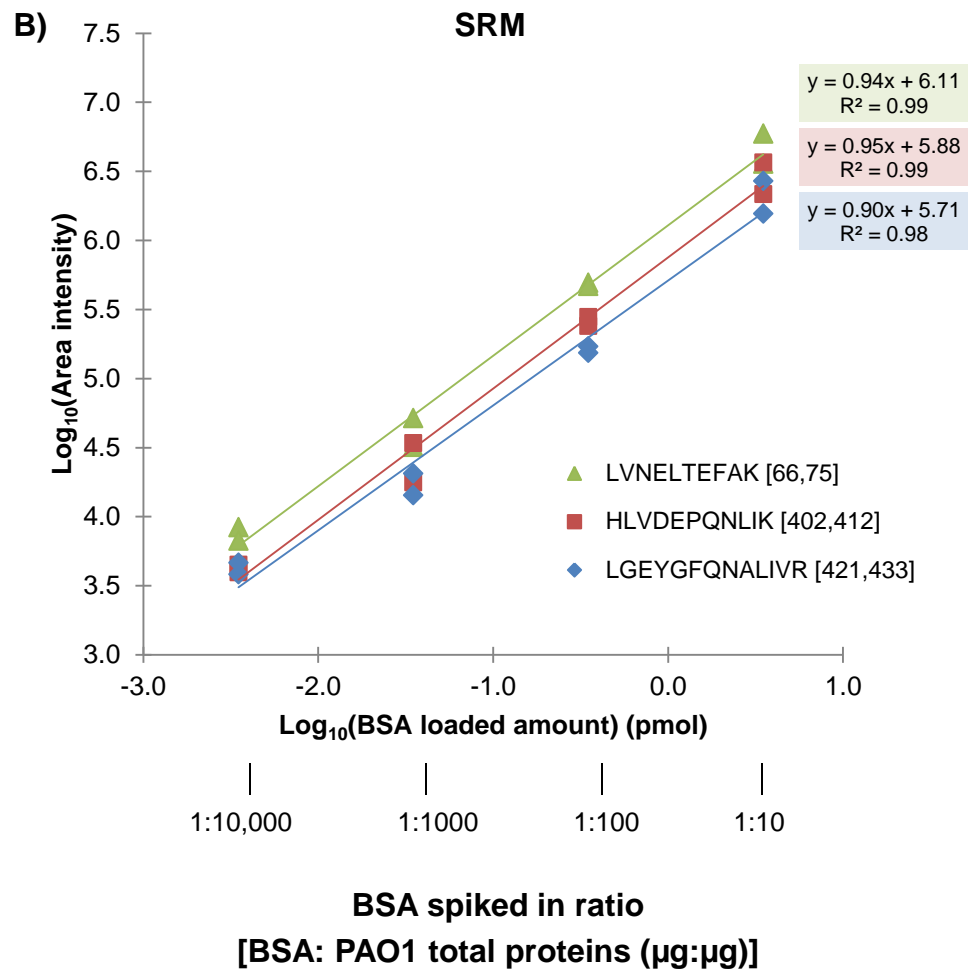 B)
SRM
7.5
7.0
6.5
6.0
5.5
5.0
4.5
4.0
3.5
3.0
Log₁₀(Area intensity)
y = 0.94x + 6.11
R² = 0.99
y = 0.95x + 5.88
R² = 0.99
y = 0.90x + 5.71
R² = 0.98
LVNELTEFAK [66,75]
HLVDEPQNLIK [402,412]
LGEYGFQNALIVR [421,433]
-3.0 -2.0 -1.0 0.0 1.0
Log₁₀(BSA loaded amount) (pmol)
1:10,000 1:1000 1:100 1:10
BSA spiked in ratio
[BSA: PAO1 total proteins (µg:µg)]